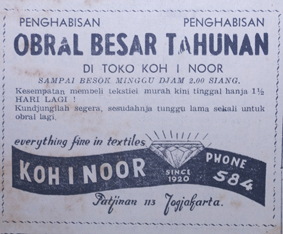 PENGHABISAN PENGHABISAN
OBRAL BESAR TAHUNAN
DI TOKO KOH I NOOR
SAMPAI BESOK MINGGU DJAM 2.00 SIANG,
Kesempatan membeli tekstiel murah kini tinggal hanja 1½
HARI LAGI !
Kundjungilah segera, sesudahnja tunggu lama sekali untuk
obral lagi.
everything fine in textiles
KOH I NOOR
SINCE
1920
PHONE
584
Patjinan 113 Jogjakarta.